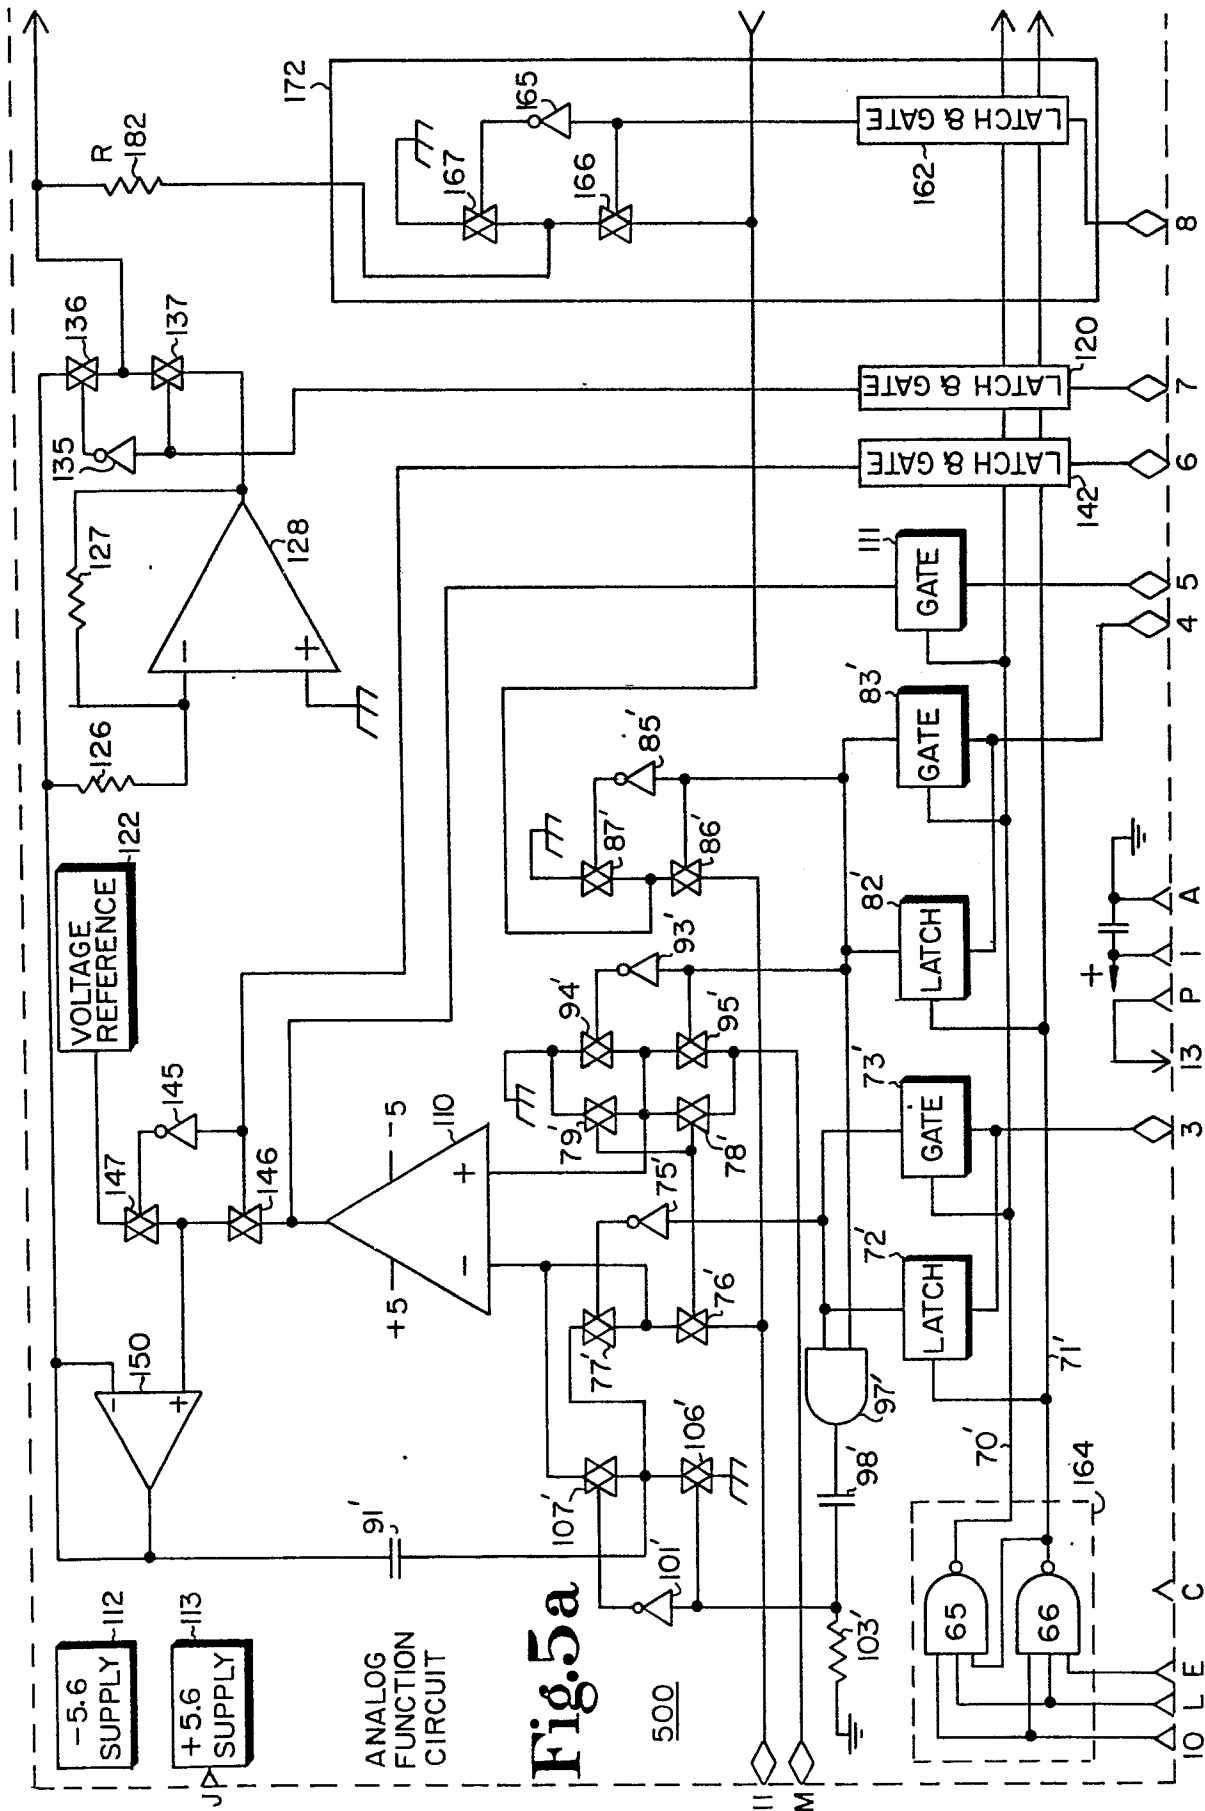 172
R
182
165
167
166
LATCH & GATE
162
8
136
137
135
120
LATCH & GATE
7
LATCH & GATE
142
6
127
128
−
+
126
111
GATE
5
4
122
VOLTAGE
REFERENCE
85'
87'
86'
83'
GATE
82'
LATCH
A
+
I
P
13
145
147
146
93'
94'
95'
79'
78'
−5
110
+5
+
−
75'
77'
76'
73'
GATE
3
72'
LATCH
71'
70'
150
−
+
97'
98'
107'
106'
91'
101'
103'
164
65
66
C
E
L
10
−5.6
SUPPLY
112
+5.6
SUPPLY
113
J
ANALOG
FUNCTION
CIRCUIT
Fig.5a
500
11
M